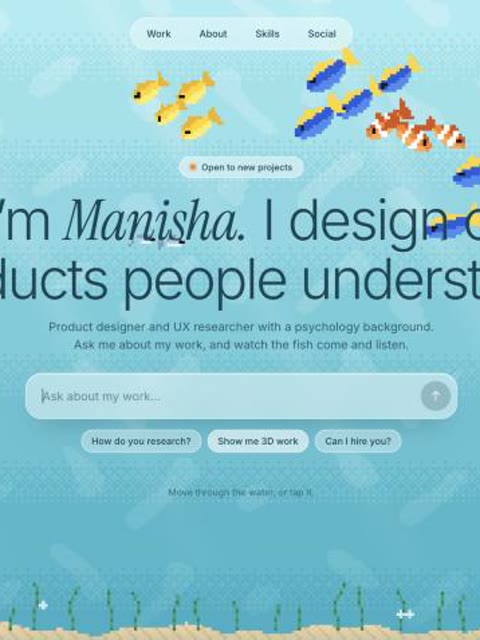 Work About Skills Social
Open to new projects
'm Manisha. I design
ducts people underst
Product designer and UX researcher with a psychology background.
Ask me about my work, and watch the fish come and listen.
Ask about my work...
How do you research? Show me 3D work Can I hire you?
Move through the water, or tap it.